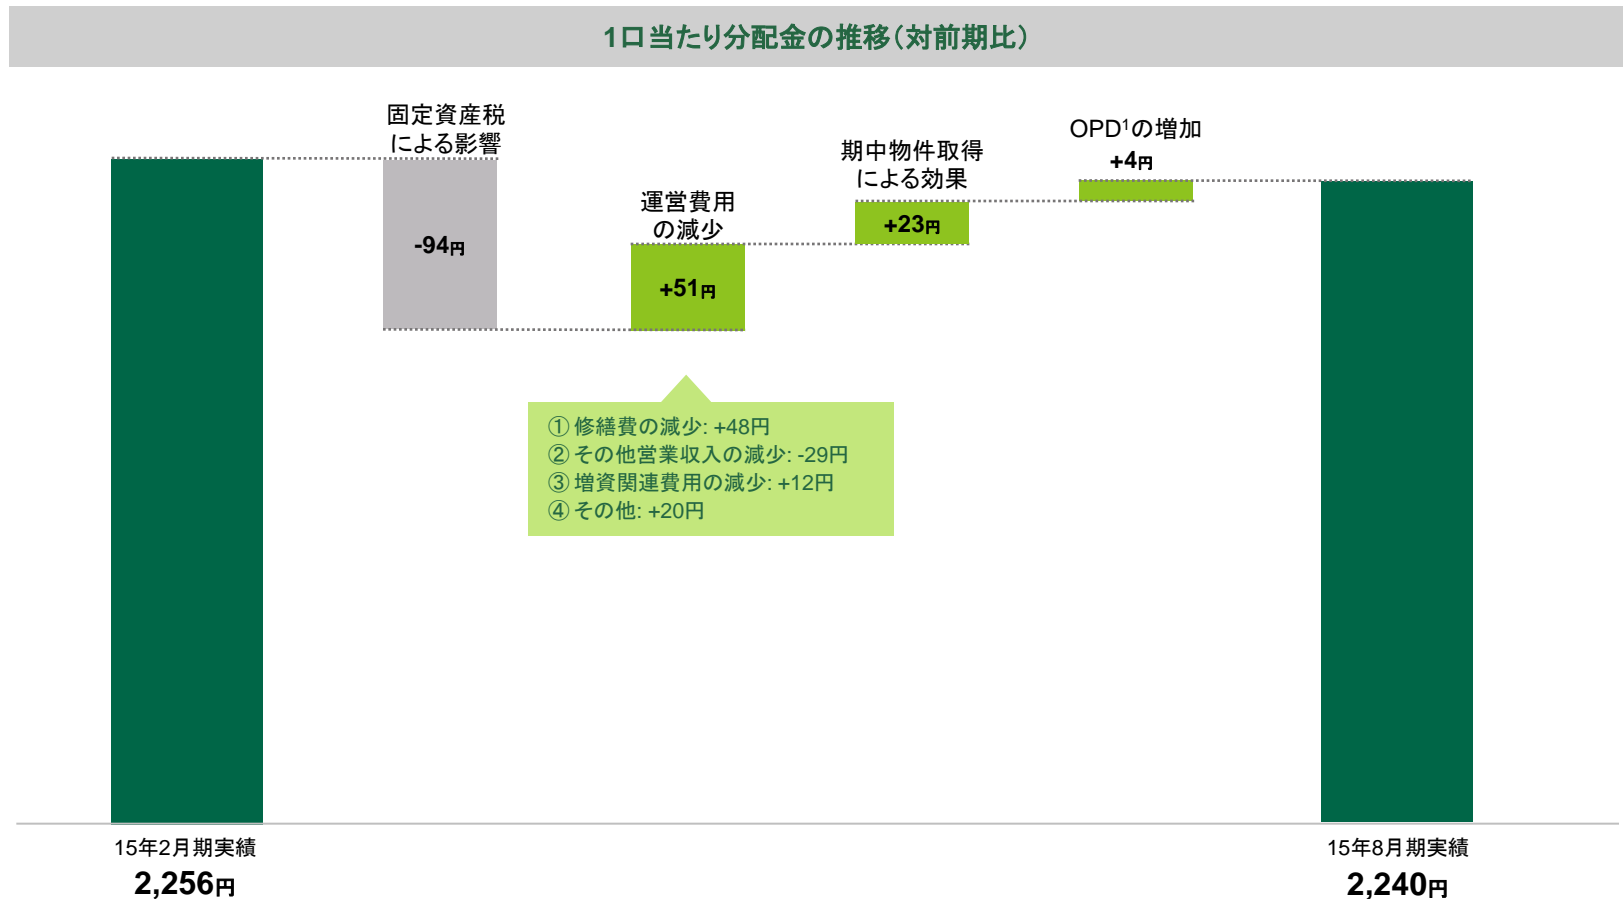 1口当たり分配金の推移（対前期比）
固定資産税
による影響
-94円
運営費用
の減少
+51円
期中物件取得
による効果
+23円
OPD¹の増加
+4円
① 修繕費の減少: +48円
② その他営業収入の減少: -29円
③ 増資関連費用の減少: +12円
④ その他: +20円
15年2月期実績
2,256円
15年8月期実績
2,240円